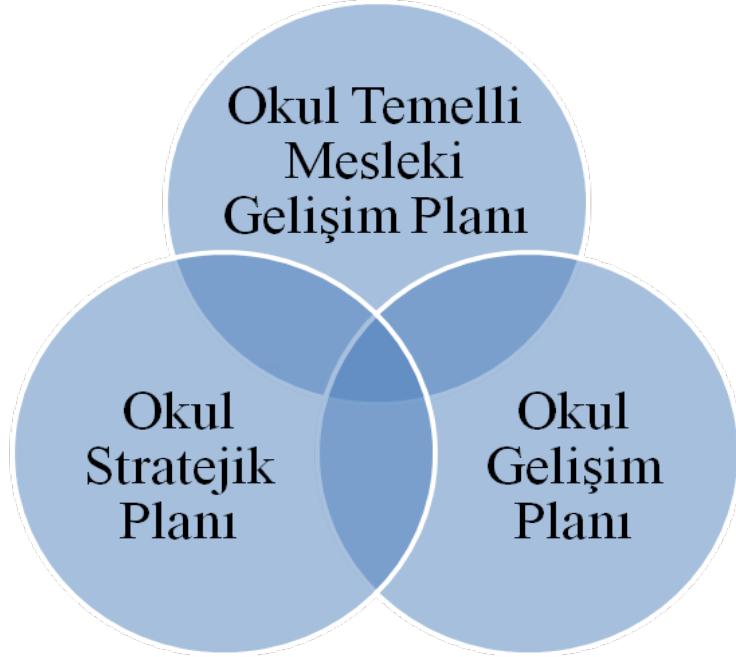 Okul Temelli
Mesleki
Gelişim Planı
Okul
Stratejik
Planı
Okul
Gelişim
Planı